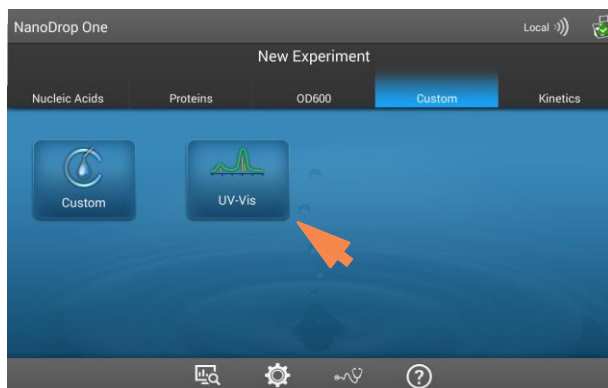 NanoDrop One Local
New Experiment
Nucleic Acids Proteins OD600 Custom Kinetics
Custom UV-Vis
?